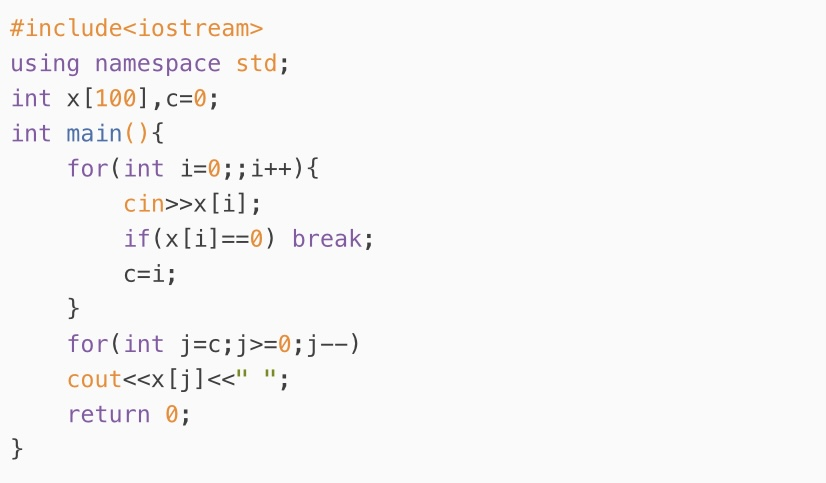 #include<iostream>
using namespace std;
int x[100],c=0;
int main(){
    for(int i=0;;i++){
        cin>>x[i];
        if(x[i]==0) break;
        c=i;
    }
    for(int j=c;j>=0;j--)
    cout<<x[j]<<" ";
    return 0;
}